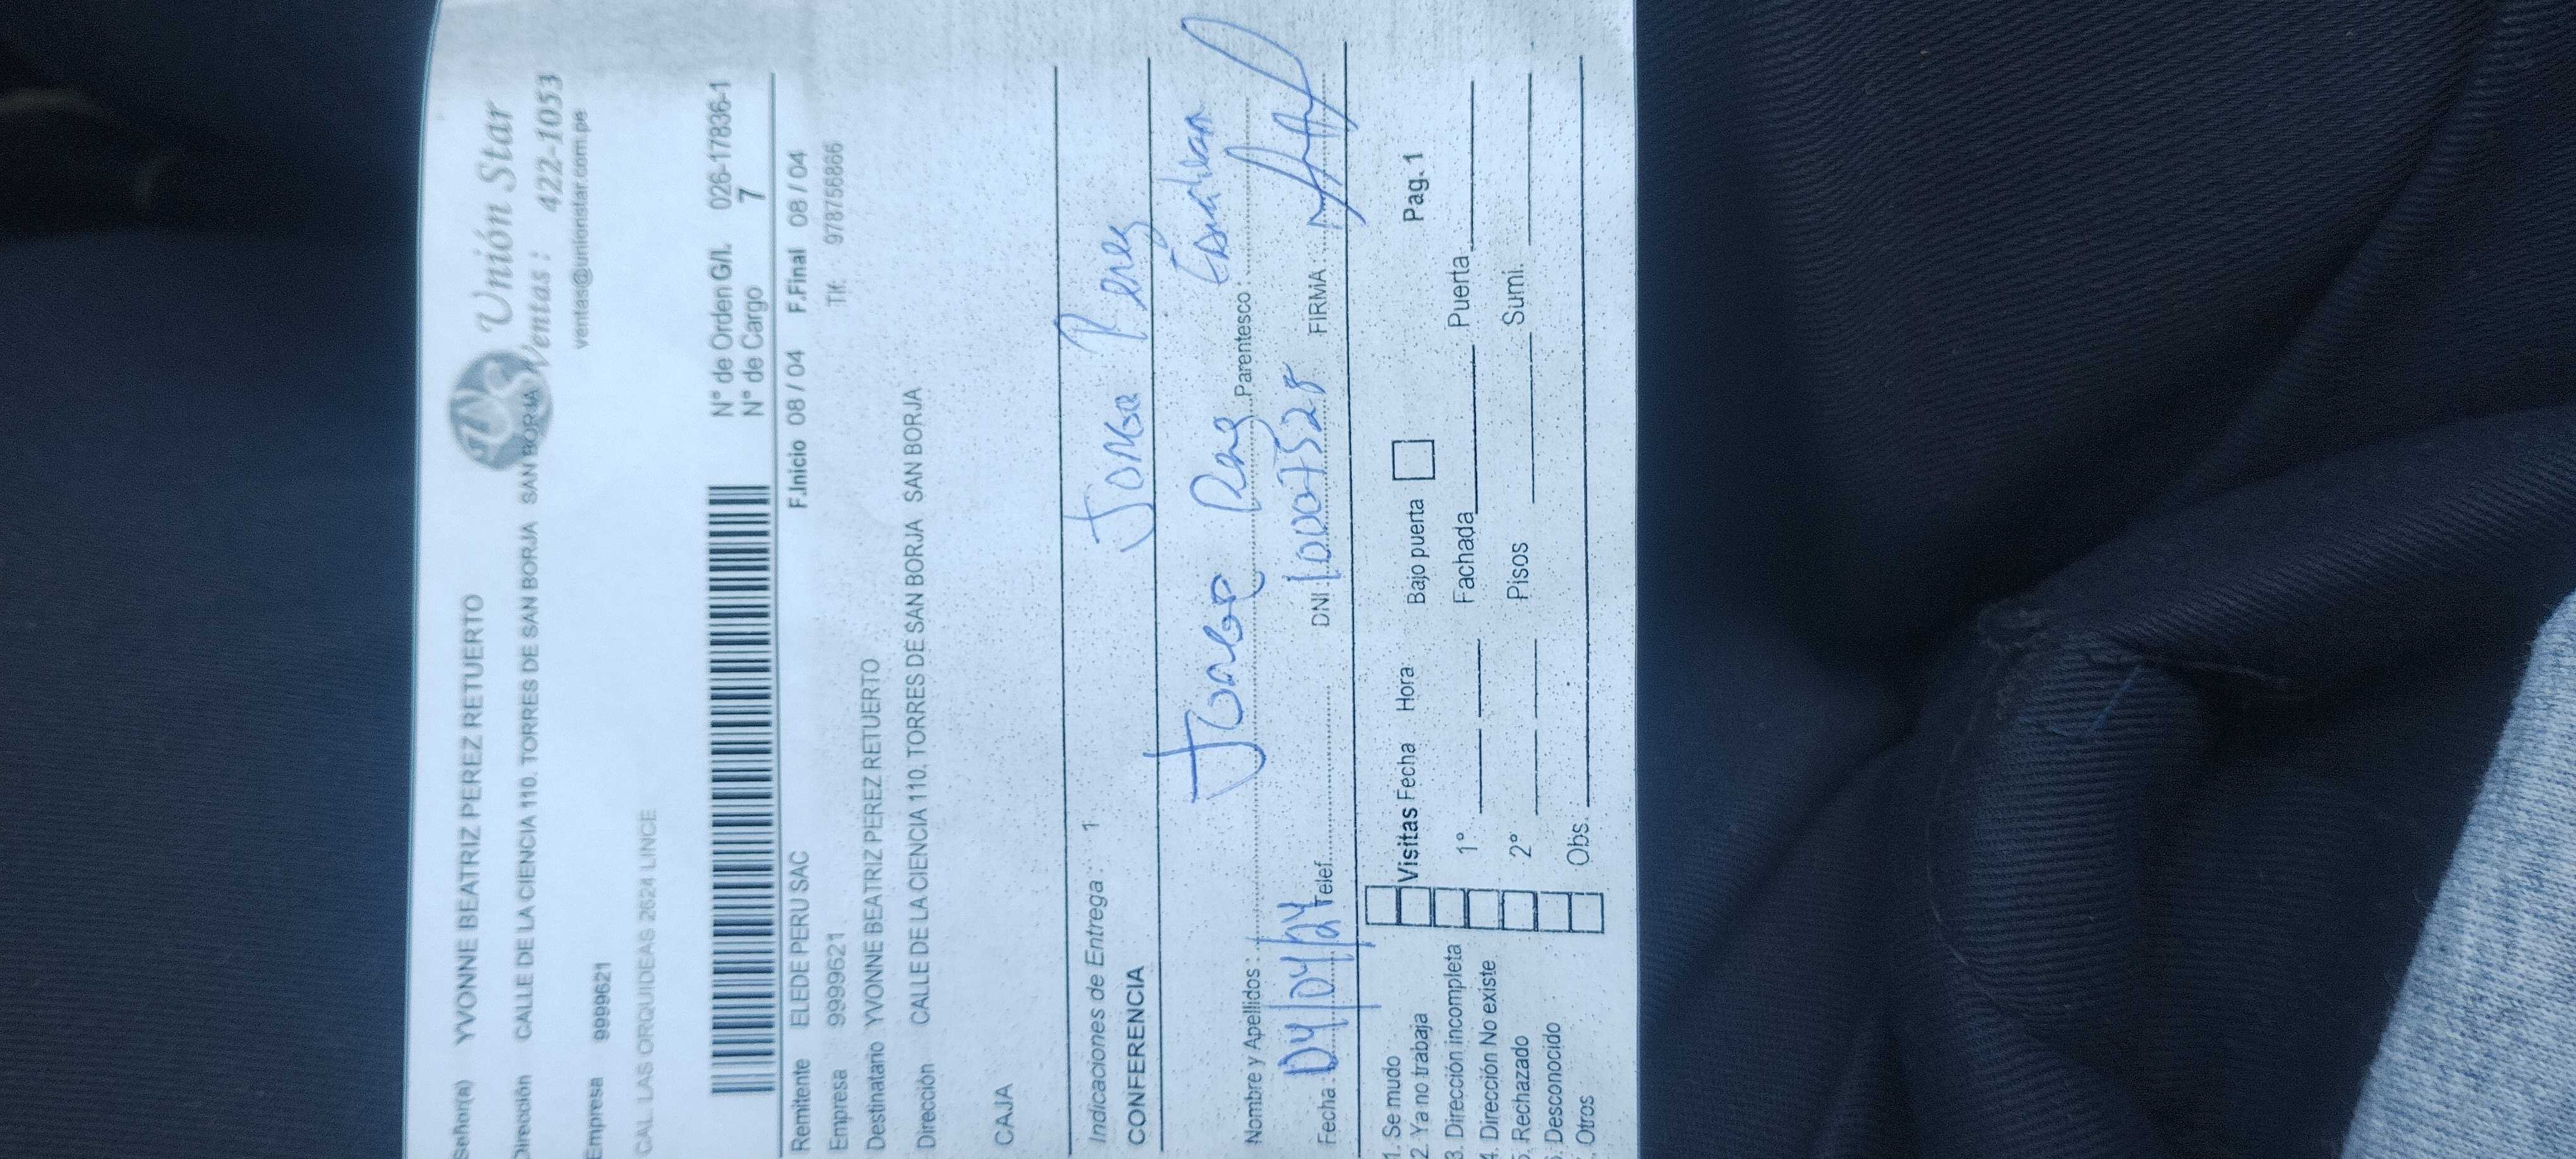 Señor(a) YVONNE BEATRIZ PEREZ RETUERTO
Unión Star
Dirección CALLE DE LA CIENCIA 110, TORRES DE SAN BORJA SAN BORJA
Ventas : 422-1053
ventas@unionstar.com.pe
Empresa 9999621
CAL. LAS ORQUIDEAS 2624 LINCE
N° de Orden G/I. 026-17836-1
N° de Cargo 7
F.Inicio 08 / 04 F.Final 08 / 04
Remitente ELEDE PERU SAC
Empresa 9999621 Tlf. 978756866
Destinatario YVONNE BEATRIZ PEREZ RETUERTO
Dirección CALLE DE LA CIENCIA 110, TORRES DE SAN BORJA SAN BORJA
CAJA
Indicaciones de Entrega : 1
CONFERENCIA
Jorge Perez
Nombre y Apellidos : Jorge Perez Parentesco :
Fecha : 04/04/24 Telef. DNI : 10007528 FIRMA :
1. Se mudo
2. Ya no trabaja
3. Dirección incompleta
4. Dirección No existe
5. Rechazado
6. Desconocido
. Otros
Visitas Fecha Hora Bajo puerta Pag. 1
1° Fachada Puerta
2° Pisos Sumi.
Obs.